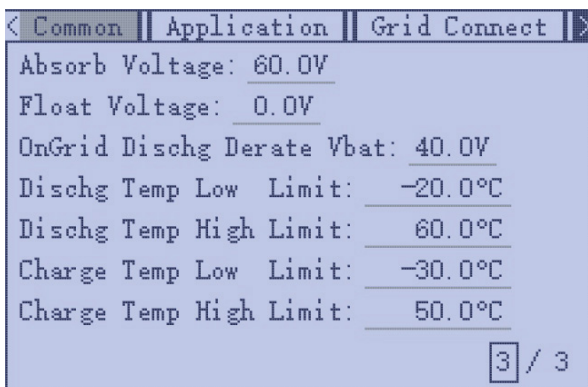 Common Application Grid Connect
Absorb Voltage: 60.0V
Float Voltage: 0.0V
OnGrid Dischg Derate Vbat: 40.0V
Dischg Temp Low Limit: -20.0°C
Dischg Temp High Limit: 60.0°C
Charge Temp Low Limit: -30.0°C
Charge Temp High Limit: 50.0°C
3 / 3